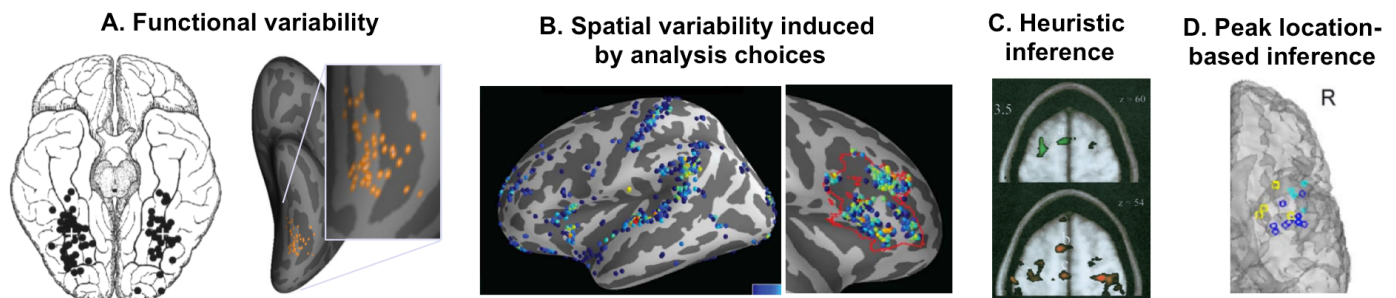 A. Functional variability
B. Spatial variability induced
by analysis choices
C. Heuristic
inference
D. Peak location-
based inference
3.5
z = 60
z = 54
R